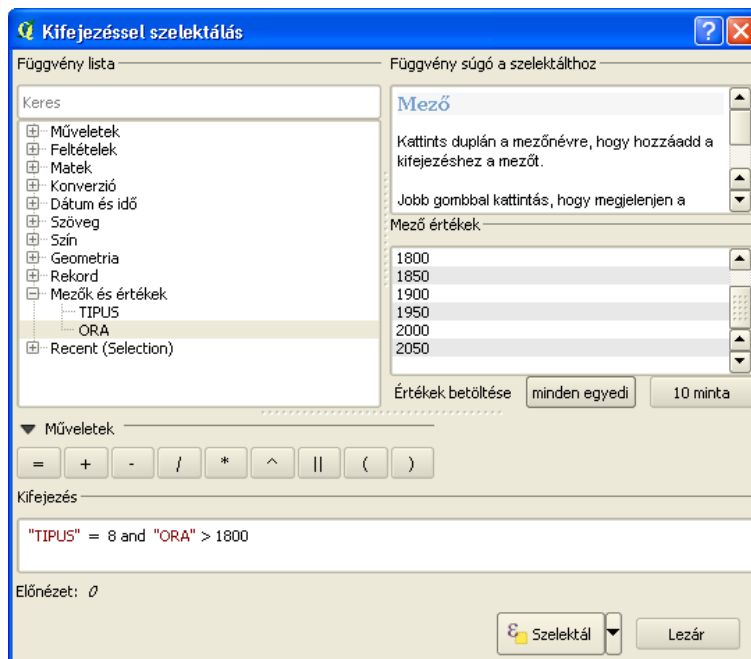 Kifejezéssel szelektálás
Függvény lista
Keres
Műveletek
Feltételek
Matek
Konverzió
Dátum és idő
Szöveg
Szín
Geometria
Rekord
Mezők és értékek
TIPUS
ORA
Recent (Selection)
Függvény súgó a szelektálthoz
Mező
Kattints duplán a mezőnévre, hogy hozzáadd a
kifejezéshez a mezőt.
Jobb gombbal kattintás, hogy megjelenjen a
Mező értékek
1800
1850
1900
1950
2000
2050
Értékek betöltése minden egyedi 10 minta
Műveletek
= + - / * ^ || ( )
Kifejezés
"TIPUS" = 8 and "ORA" > 1800
Előnézet: 0
Szelektál Lezár